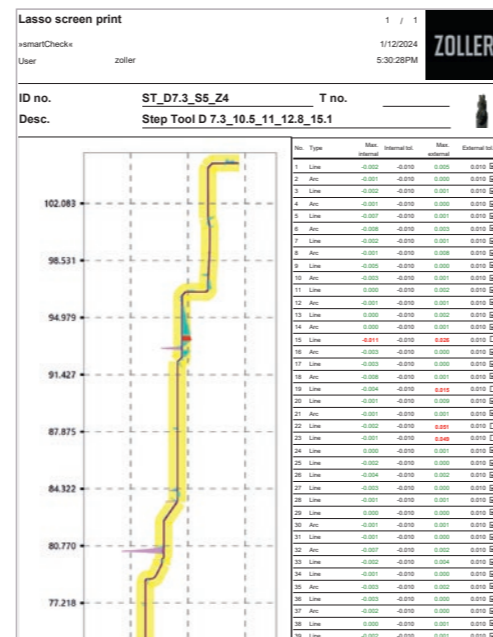 Lasso screen print
1 / 1
»smartCheck«
1/12/2024
User zoller
5:30:28PM
ZOLLER
ID no. ST_D7.3_S5_Z4 T no.
Desc. Step Tool D 7.3_10.5_11_12.8_15.1
No. Type Max. internal Internal tol. Max. external External tol.
1 Line -0.002 -0.010 0.005 0.010
2 Arc -0.001 -0.010 0.001 0.010
3 Line -0.002 -0.010 0.001 0.010
4 Arc -0.001 -0.010 0.000 0.010
5 Line -0.007 -0.010 0.001 0.010
6 Arc -0.008 -0.010 0.003 0.010
7 Line -0.002 -0.010 0.001 0.010
8 Arc -0.001 -0.010 0.008 0.010
9 Line -0.005 -0.010 0.000 0.010
10 Arc -0.003 -0.010 0.001 0.010
11 Line 0.000 -0.010 0.002 0.010
12 Arc -0.001 -0.010 0.001 0.010
13 Line 0.000 -0.010 0.002 0.010
14 Arc 0.000 -0.010 0.001 0.010
15 Line -0.011 -0.010 0.026 0.010
16 Arc -0.003 -0.010 0.000 0.010
17 Line -0.003 -0.010 0.000 0.010
18 Arc -0.008 -0.010 0.001 0.010
19 Line -0.004 -0.010 0.015 0.010
20 Line -0.001 -0.010 0.009 0.010
21 Arc -0.001 -0.010 0.001 0.010
22 Line -0.002 -0.010 0.010
23 Line -0.001 -0.010 0.049 0.010
24 Line 0.000 -0.010 0.001 0.010
25 Line -0.002 -0.010 0.000 0.010
26 Line -0.004 -0.010 0.002 0.010
27 Line -0.003 -0.010 0.000 0.010
28 Line -0.001 -0.010 0.001 0.010
29 Line 0.000 -0.010 0.000 0.010
30 Arc -0.001 -0.010 0.001 0.010
31 Line -0.001 -0.010 0.000 0.010
32 Arc -0.007 -0.010 0.002 0.010
33 Line -0.002 -0.010 0.004 0.010
34 Line -0.001 -0.010 0.000 0.010
35 Arc -0.003 -0.010 0.002 0.010
36 Line -0.003 -0.010 0.000 0.010
37 Arc -0.002 -0.010 0.000 0.010
38 Line 0.000 -0.010 0.001 0.010
39 Line -0.002 -0.010 0.001 0.010
102.083
98.531
94.979
91.427
87.875
84.322
80.770
77.218